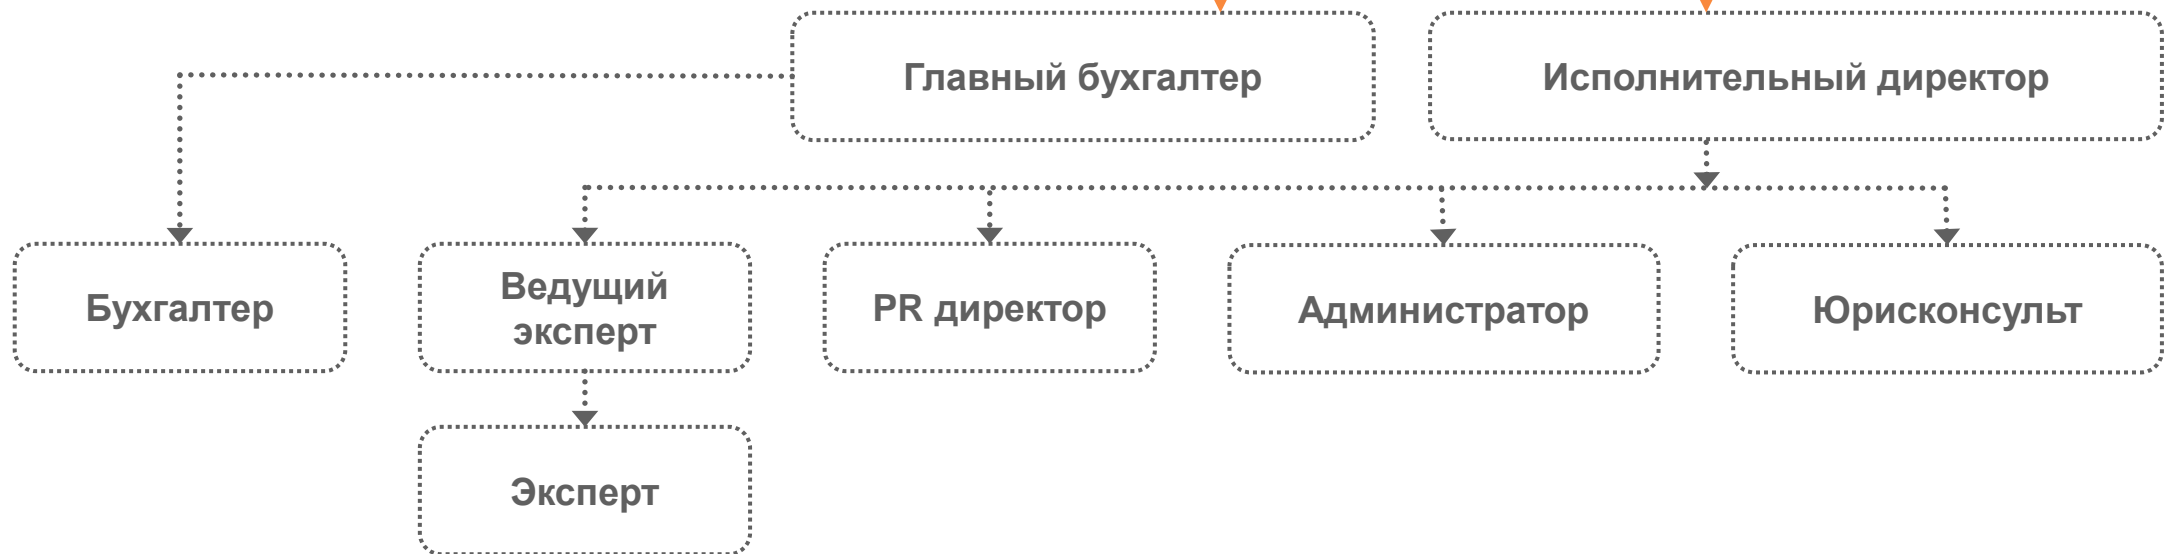 Главный бухгалтер
Исполнительный директор
Бухгалтер
Ведущий
эксперт
PR директор
Администратор
Юрисконсульт
Эксперт